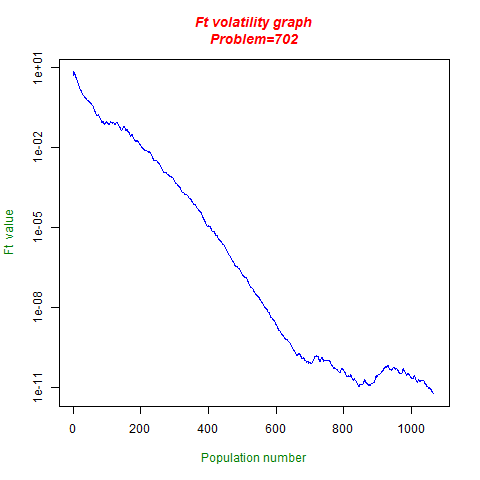 Ft volatility graph
Problem=702
1e+01
1e-02
1e-05
1e-08
1e-11
Ft value
0 200 400 600 800 1000
Population number